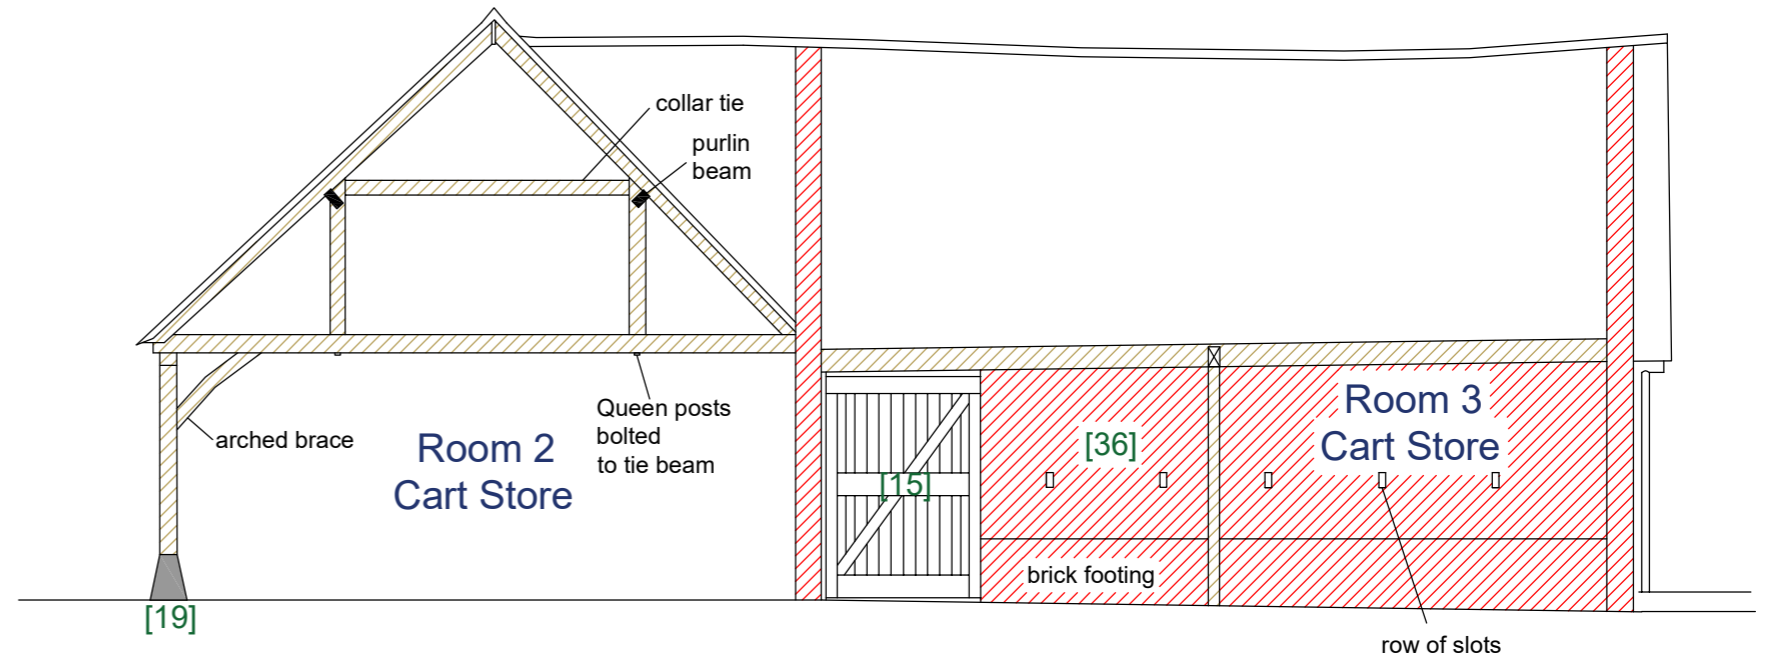 collar tie
purlin
beam
Queen posts
bolted
to tie beam
arched brace
Room 2
Cart Store
[19]
[15]
[36]
Room 3
Cart Store
brick footing
row of slots